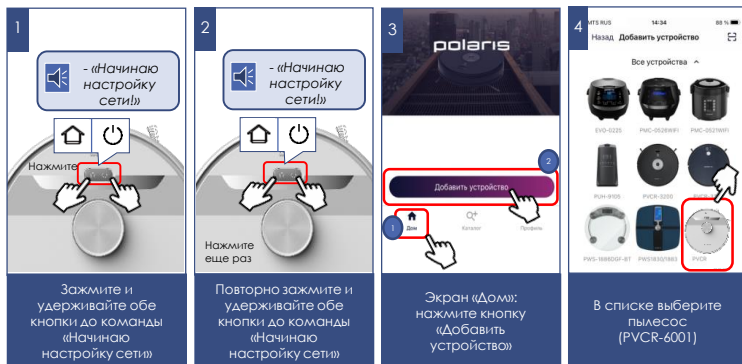 1
- «Начинаю
настройку
сети!»
Нажмите
Зажмите и
удерживайте обе
кнопки до команды
«Начинаю
настройку сети»
2
- «Начинаю
настройку
сети!»
Нажмите
еще раз
Повторно зажмите и
удерживайте обе
кнопки до команды
«Начинаю
настройку сети»
3
polaris
2
Добавить устройство
1
Дом
Каталог
Профиль
Экран «Дом»:
нажмите кнопку
«Добавить
устройство»
4
MTS RUS 14:34 88 %
Назад Добавить устройство
Все устройства
EVO-0225 PMC-0526WIFI PMC-0521WIFI
PUH-9105 PVCR-3200
PWS-1888DGF-BT PWS1830/1883 PVCR
В списке выберите
пылесос
(PVCR-6001)